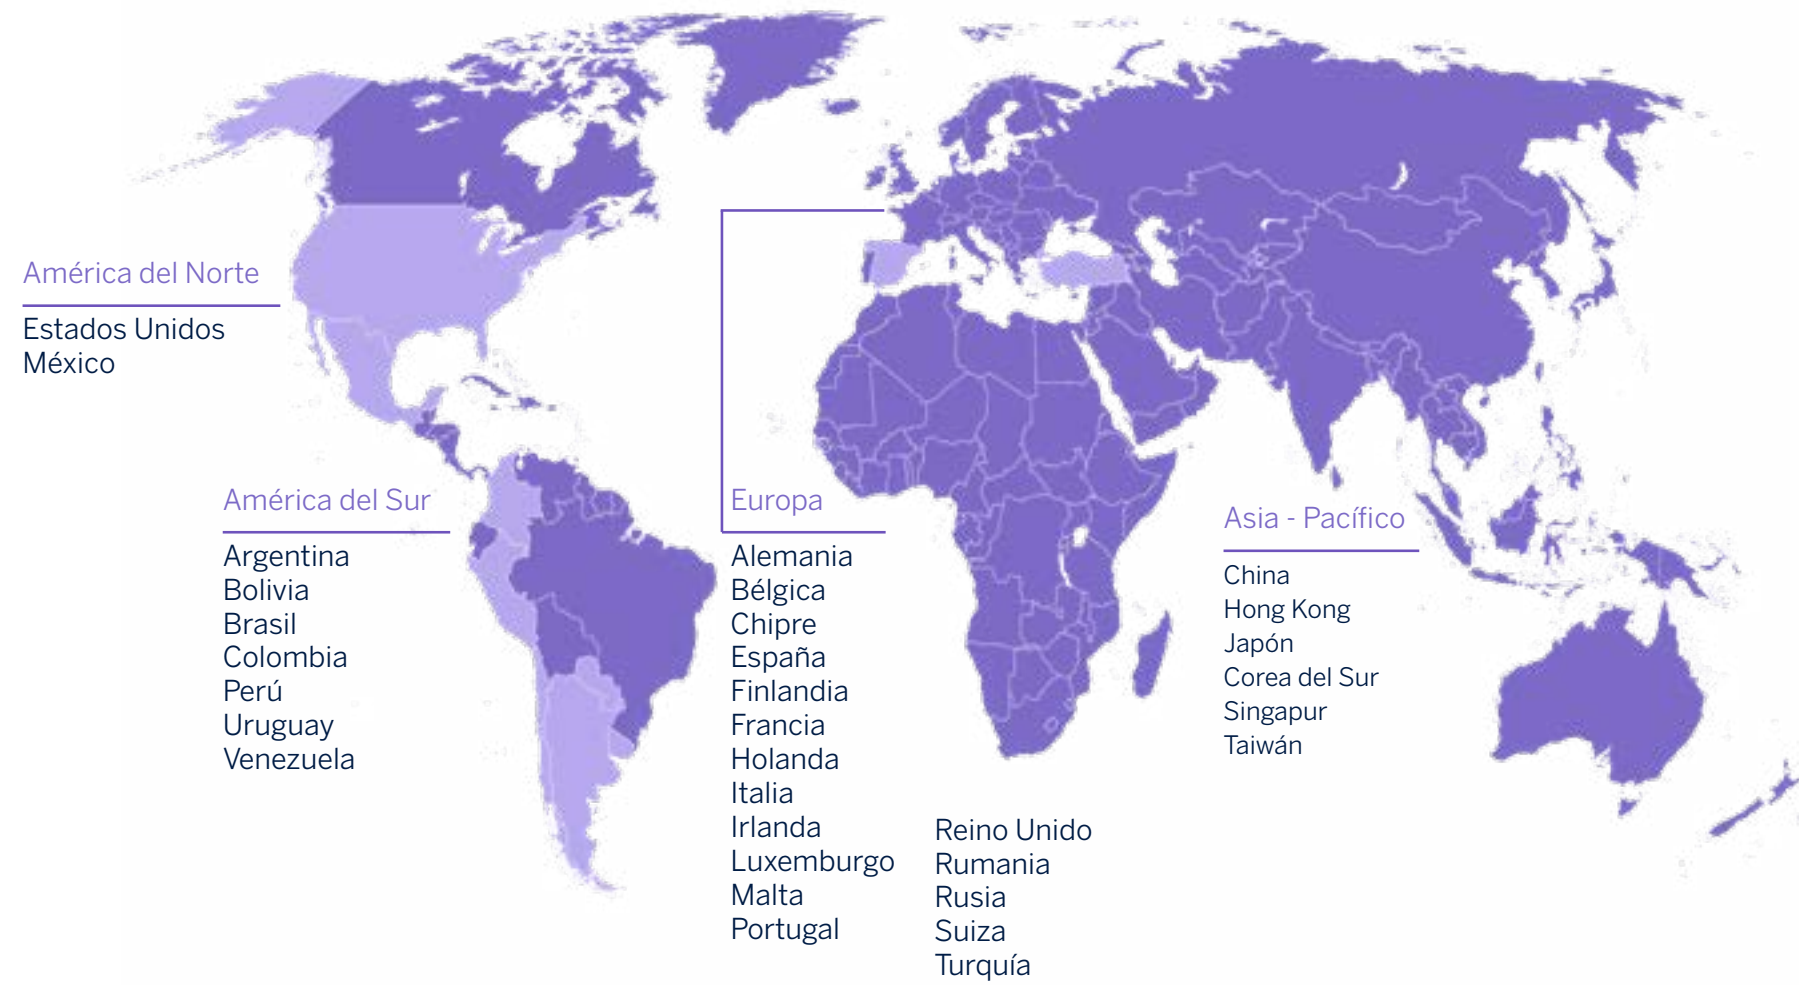 América del Norte
Estados Unidos
México
América del Sur
Argentina
Bolivia
Brasil
Colombia
Perú
Uruguay
Venezuela
Europa
Alemania
Bélgica
Chipre
España
Finlandia
Francia
Holanda
Italia
Irlanda
Luxemburgo
Malta
Portugal
Reino Unido
Rumania
Rusia
Suiza
Turquía
Asia - Pacífico
China
Hong Kong
Japón
Corea del Sur
Singapur
Taiwán